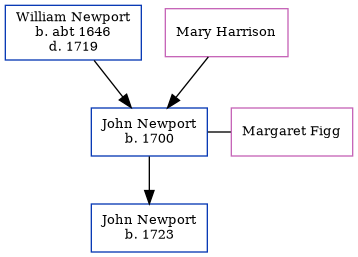 William Newport
b. abt 1646
d. 1719
Mary Harrison
John Newport
b. 1700
Margaret Figg
John Newport
b. 1723